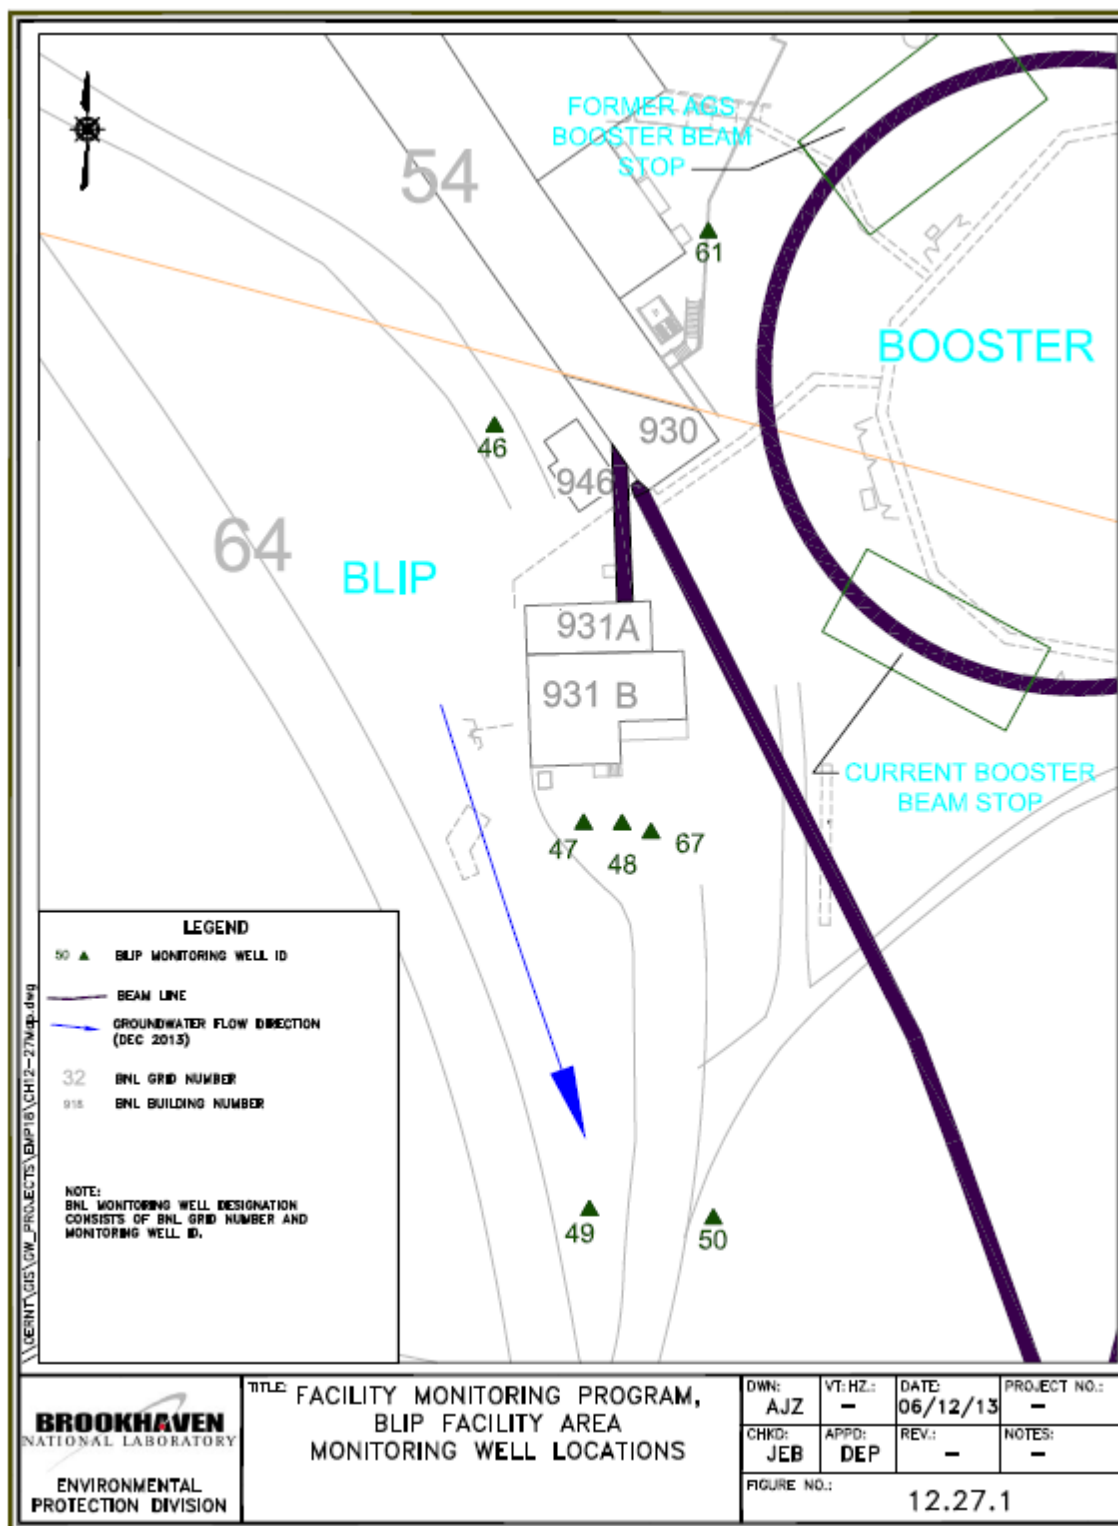 FORMER AGS
BOOSTER BEAM
STOP
54
61
BOOSTER
930
46
946
64
BLIP
931A
931 B
CURRENT BOOSTER
BEAM STOP
47
48
67
LEGEND
50 BLIP MONITORING WELL ID
BEAM LINE
GROUNDWATER FLOW DIRECTION
(DEC 2013)
32 BNL GRID NUMBER
918 BNL BUILDING NUMBER
NOTE:
BNL MONITORING WELL DESIGNATION
CONSISTS OF BNL GRID NUMBER AND
MONITORING WELL ID.
49
50
BROOKHAVEN
NATIONAL LABORATORY
ENVIRONMENTAL
PROTECTION DIVISION
TITLE: FACILITY MONITORING PROGRAM,
BLIP FACILITY AREA
MONITORING WELL LOCATIONS
DWN: AJZ
VT: HZ.: –
DATE: 06/12/13
PROJECT NO.: –
CHKD: JEB
APPD: DEP
REV.: –
NOTES: –
FIGURE NO.: 12.27.1